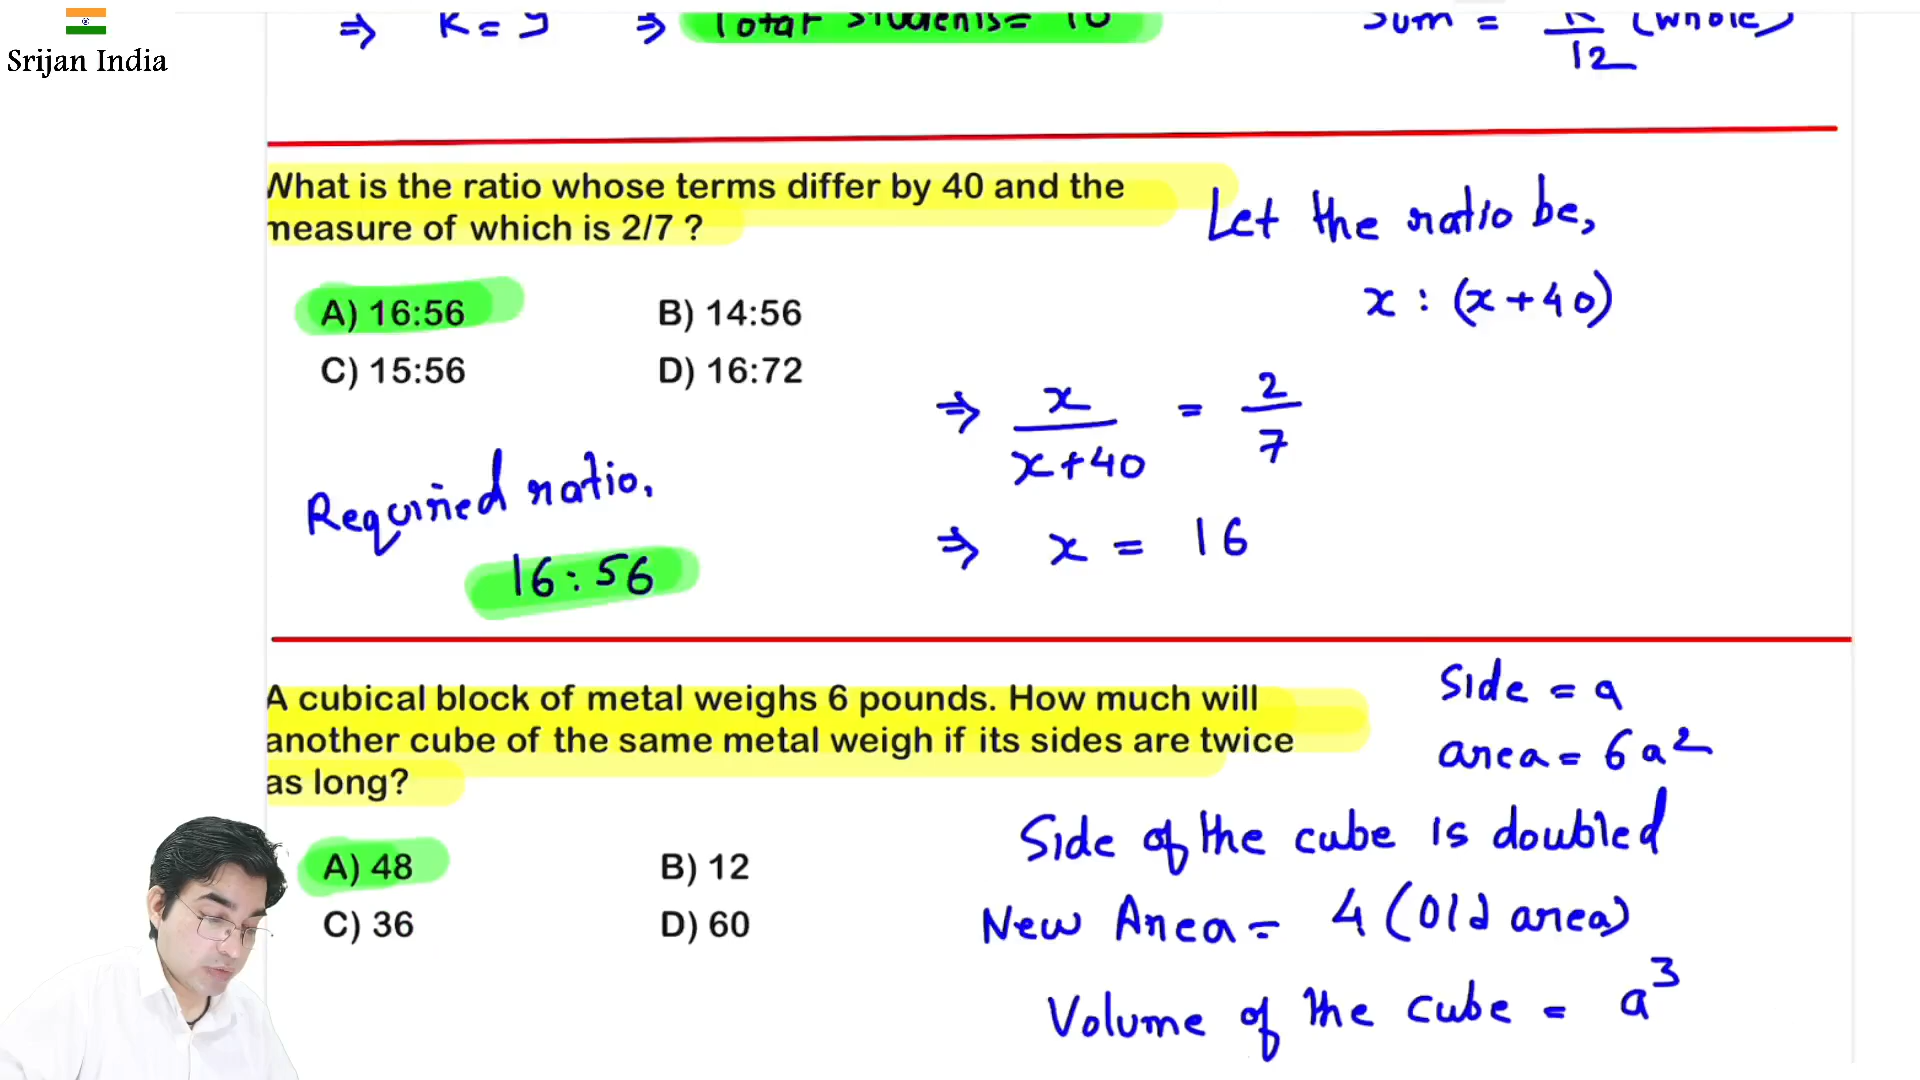 Srijan India
⇒ K = 9 ⇒ Total Students = 10
Sum = K/12 (whole)
What is the ratio whose terms differ by 40 and the
measure of which is 2/7 ?
A) 16:56 B) 14:56
C) 15:56 D) 16:72
Let the ratio be,
x : (x+40)
⇒ x/(x+40) = 2/7
⇒ x = 16
Required ratio.
16:56
A cubical block of metal weighs 6 pounds. How much will
another cube of the same metal weigh if its sides are twice
as long?
A) 48 B) 12
C) 36 D) 60
Side = a
area = 6a²
Side of the cube is doubled
New Area = 4 (Old area)
Volume of the cube = a³